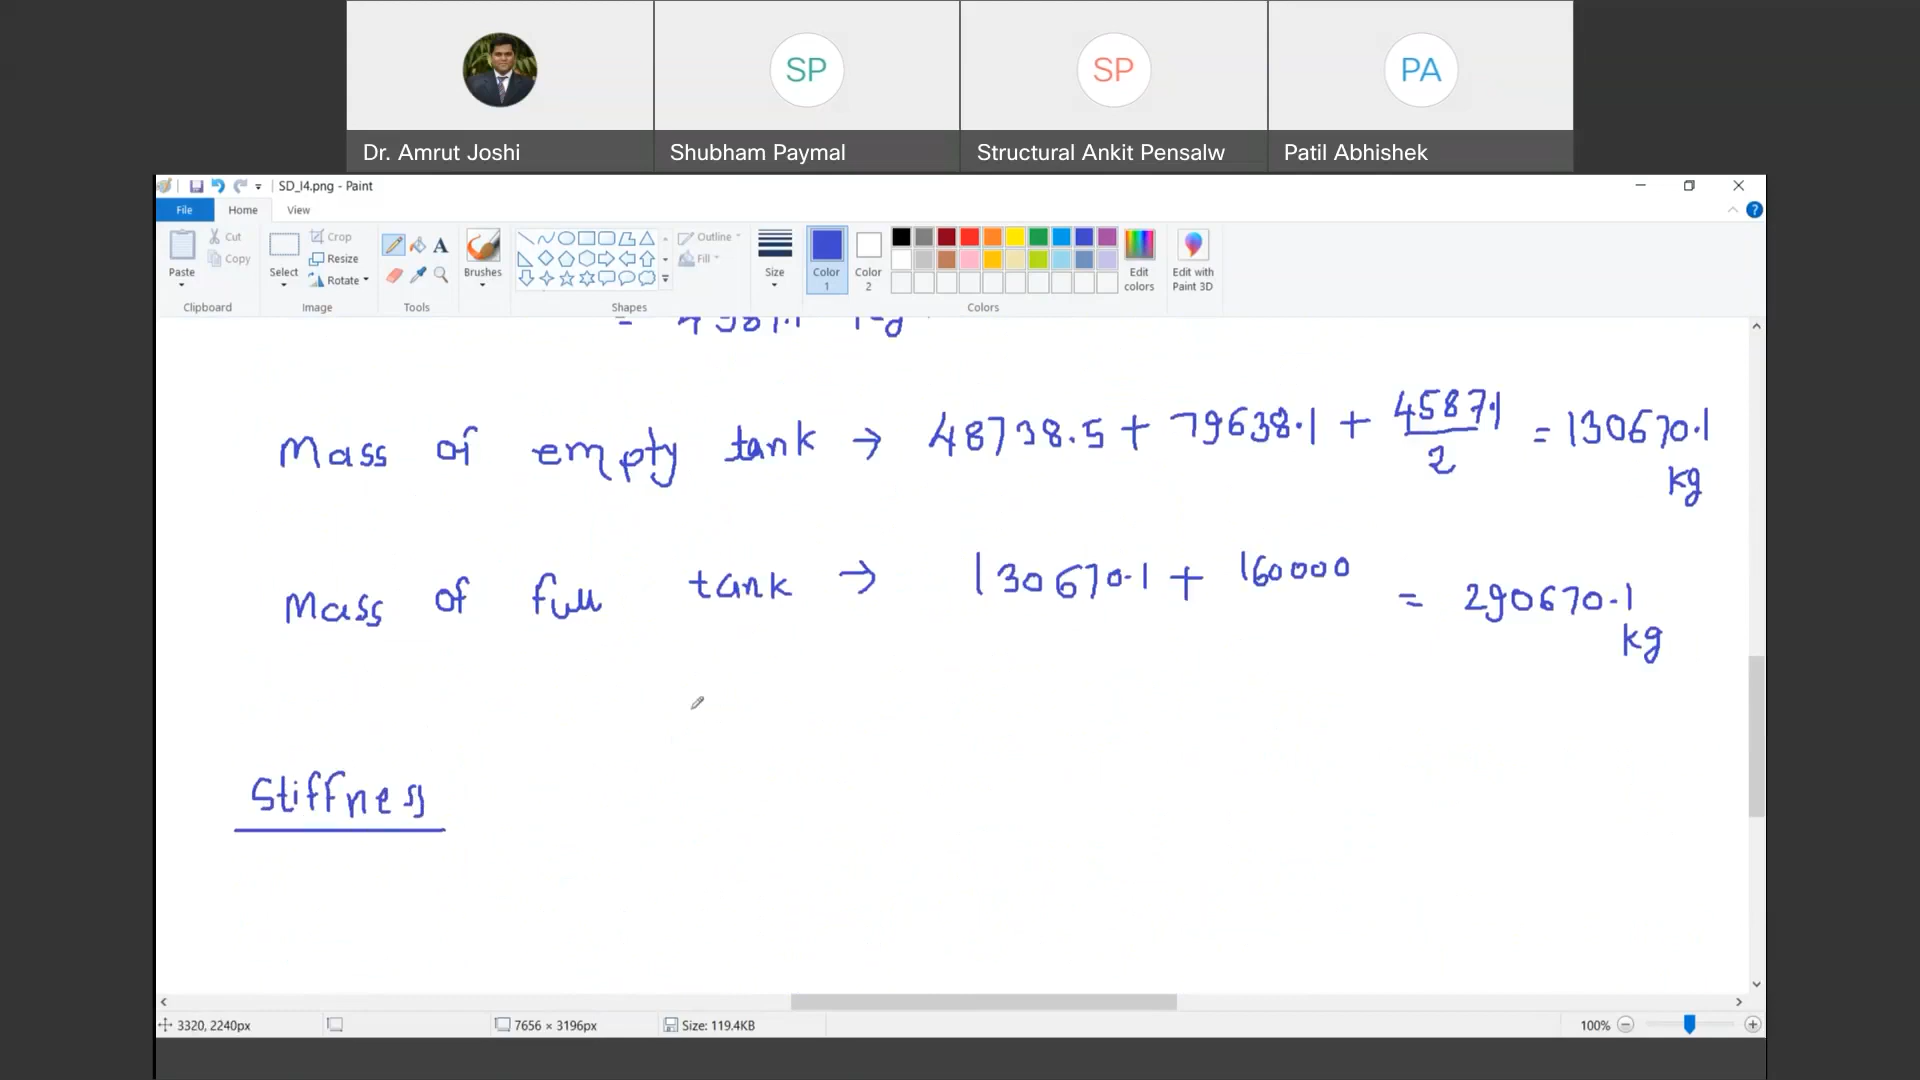 SP SP PA
Dr. Amrut Joshi Shubham Paymal Structural Ankit Pensalw Patil Abhishek
SD_l4.png - Paint
File Home View
Paste Cut Copy Select Crop Resize Rotate A Brushes Outline Fill Size Color 1 Color 2 Edit colors Edit with Paint 3D
Clipboard Image Tools Shapes Colors
Mass of empty tank → 48738.5 + 79638.1 + 4587.1 / 2 = 130670.1 kg
Mass of full tank → 130670.1 + 160000 = 290670.1 kg
Stiffness
3320, 2240px 7656 × 3196px Size: 119.4KB 100%